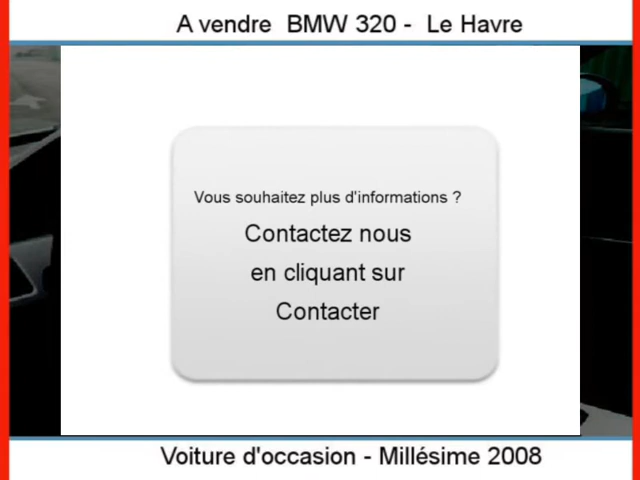 A vendre BMW 320 - Le Havre
Vous souhaitez plus d'informations ?
Contactez nous
en cliquant sur
Contacter
Voiture d'occasion - Millésime 2008